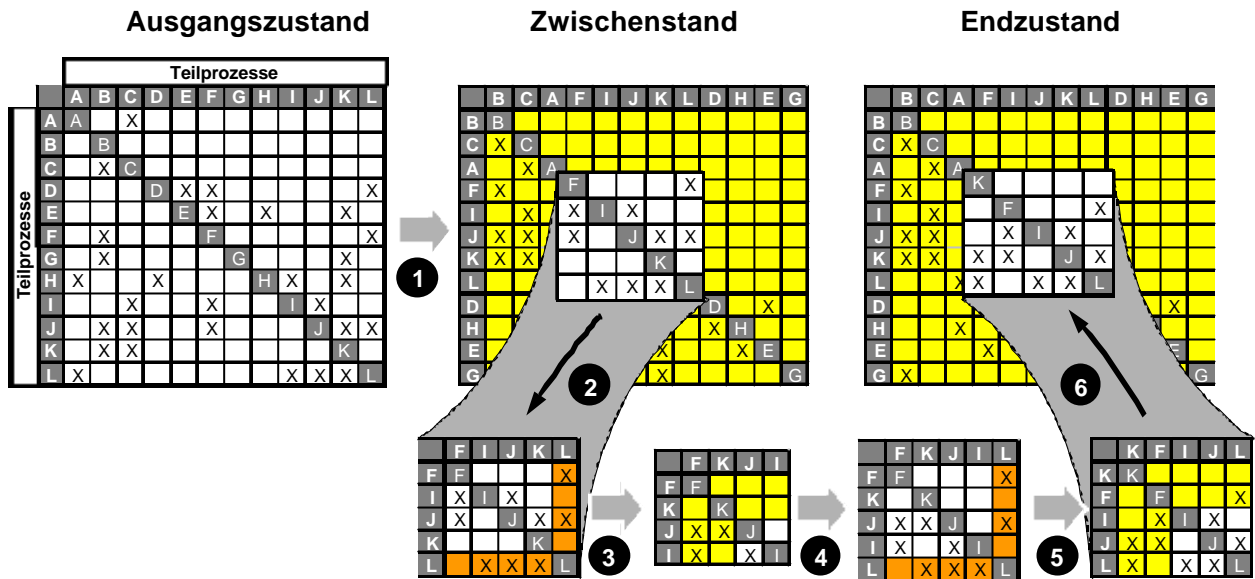 Ausgangszustand
Zwischenstand
Endzustand
Teilprozesse
Teilprozesse
A B C D E F G H I J K L
A A X
B B
C X C
D D X X X
E E X X X
F X F X
G X G X
H X X H X X
I X X I X
J X X X J X X
K X X K
L X X X X L
1
B C A F I J K L D H E G
B B
C X C
A X A
F X
I X
J X X
K X X
L
D D X
H X H
E X X E
G X G
F X
X I X
X J X X
K
X X X L
2
F I J K L
F F X
I X I X
J X J X X
K K
L X X X L
3
F K J I
F F
K K
J X X J
I X X I
4
F K J I L
F F X
K K
J X X J X
I X X I
L X X X L
5
K F I J L
K K
F F X
I X I X
J X X J X
L X X X L
6
B C A F I J K L D H E G
B B
C X C
A X A
F X
I X
J X X
K X X
L X
D X
H X
E X E
G X G
K
F X
X I X
X X J X
X X X L